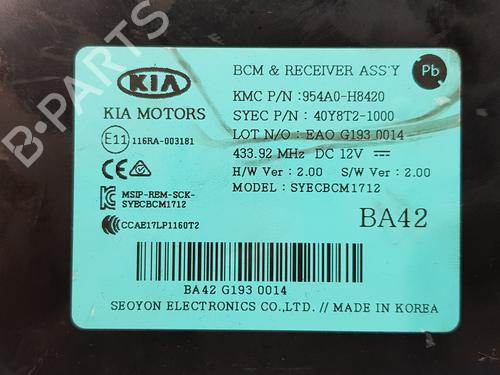 B-PARTS
KIA
BCM & RECEIVER ASS'Y
Pb
KMC P/N : 954A0-H8420
KIA MOTORS
SYEC P/N : 40Y8T2-1000
E11 116RA-003181
LOT N/O : EAO G193 0014
433.92 MHz DC 12V
CE
H/W Ver : 2.00 S/W Ver : 2.00
MSIP-REM-SCK-
SYECBCM1712
MODEL : SYECBCM1712
CCAE17LP1160T2
BA42
BA42 G193 0014
SEOYON ELECTRONICS CO.,LTD. // MADE IN KOREA